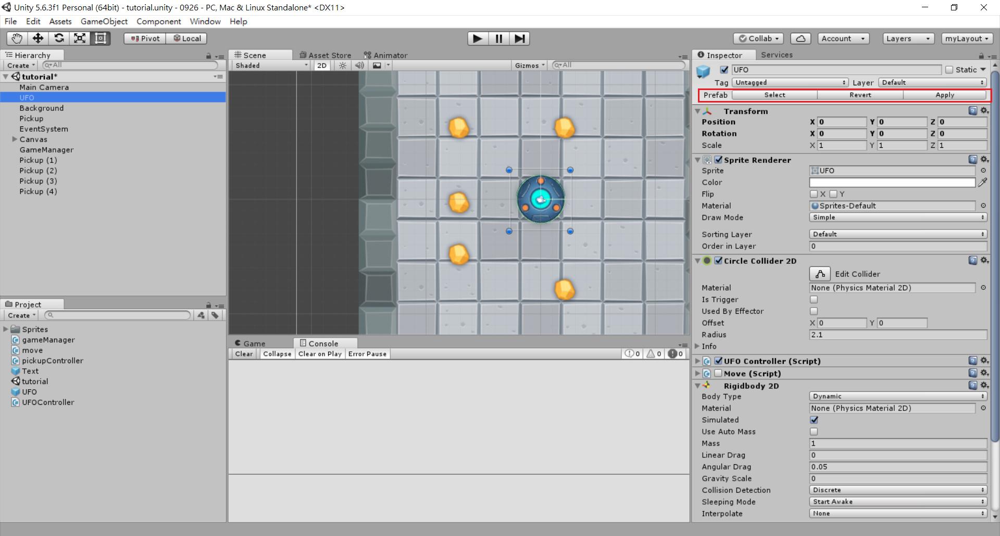 Unity 5.6.3f1 Personal (64bit) - tutorial.unity - 0926 - PC, Mac & Linux Standalone* <DX11>
File Edit Assets GameObject Component Window Help
Pivot Local Collab Account Layers myLayout
Hierarchy
Create All
tutorial*
Main Camera
UFO
Background
Pickup
EventSystem
Canvas
GameManager
Pickup (1)
Pickup (2)
Pickup (3)
Pickup (4)
Project
Create
Sprites
gameManager
move
pickupController
Text
tutorial
UFO
UFOController
Scene Asset Store Animator
Shaded 2D Gizmos All
Game Console
Clear Collapse Clear on Play Error Pause 0 0 0
Inspector Services
UFO Static
Tag Untagged Layer Default
Prefab Select Revert Apply
Transform
Position X 0 Y 0 Z 0
Rotation X 0 Y 0 Z 0
Scale X 1 Y 1 Z 1
Sprite Renderer
Sprite UFO
Color
Flip X Y
Material Sprites-Default
Draw Mode Simple
Sorting Layer Default
Order in Layer 0
Circle Collider 2D
Edit Collider
Material None (Physics Material 2D)
Is Trigger
Used By Effector
Offset X 0 Y 0
Radius 2.1
Info
UFO Controller (Script)
Move (Script)
Rigidbody 2D
Body Type Dynamic
Material None (Physics Material 2D)
Simulated
Use Auto Mass
Mass 1
Linear Drag 0
Angular Drag 0.05
Gravity Scale 0
Collision Detection Discrete
Sleeping Mode Start Awake
Interpolate None